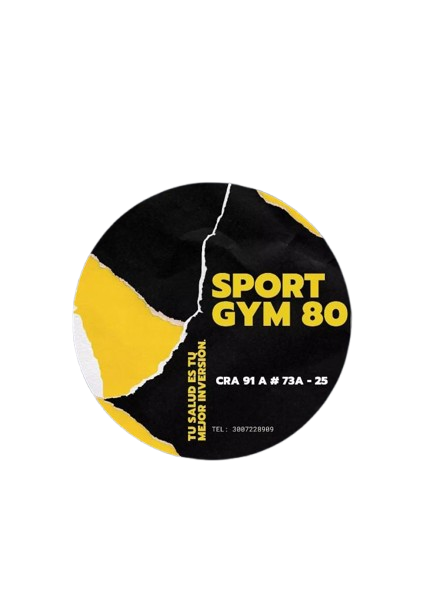 SPORT
GYM 80
CRA 91 A # 73A - 25
TU SALUD ES TU
MEJOR INVERSIÓN.
TEL: 3007228909